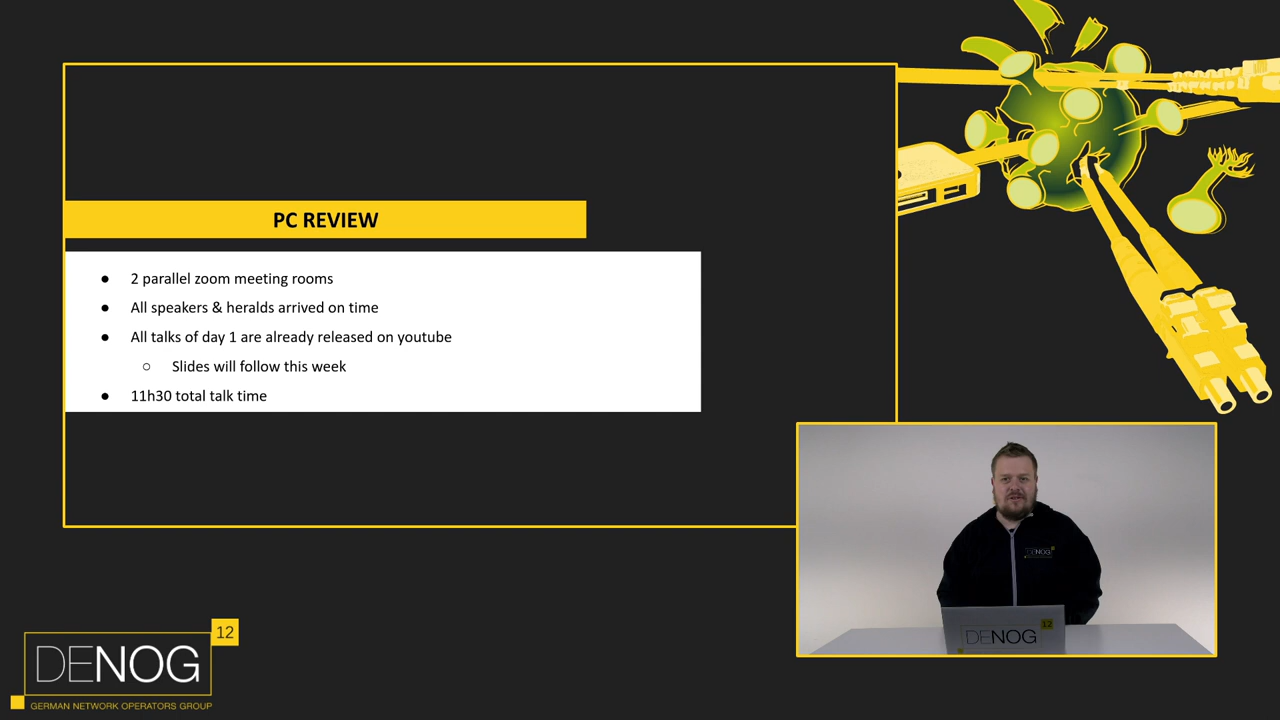 PC REVIEW
● 2 parallel zoom meeting rooms
● All speakers & heralds arrived on time
● All talks of day 1 are already released on youtube
○ Slides will follow this week
● 11h30 total talk time
DENOG
DENOG 12
12
DENOG
GERMAN NETWORK OPERATORS GROUP